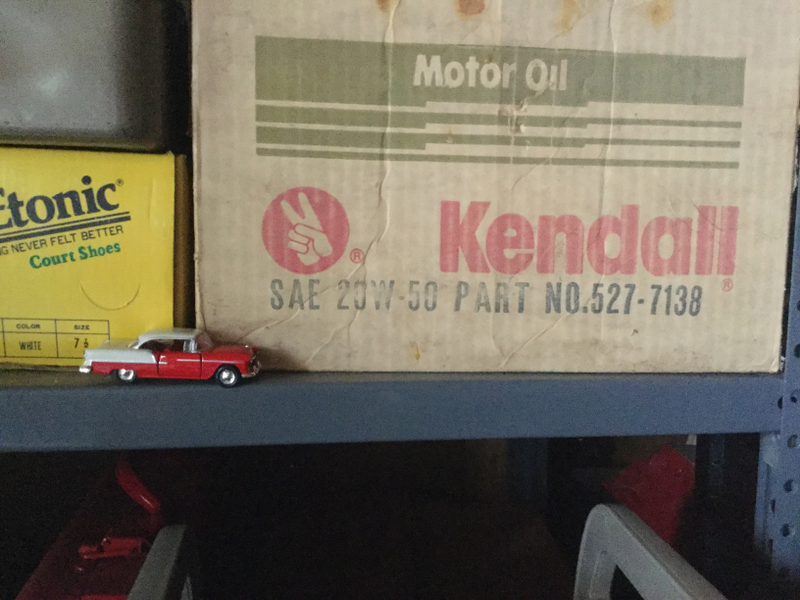 Motor Oil
Kendall®
SAE 20W-50 PART NO.527-7138
Etonic®
NEVER FELT BETTER
Court Shoes
COLOR SIZE
WHITE 7½